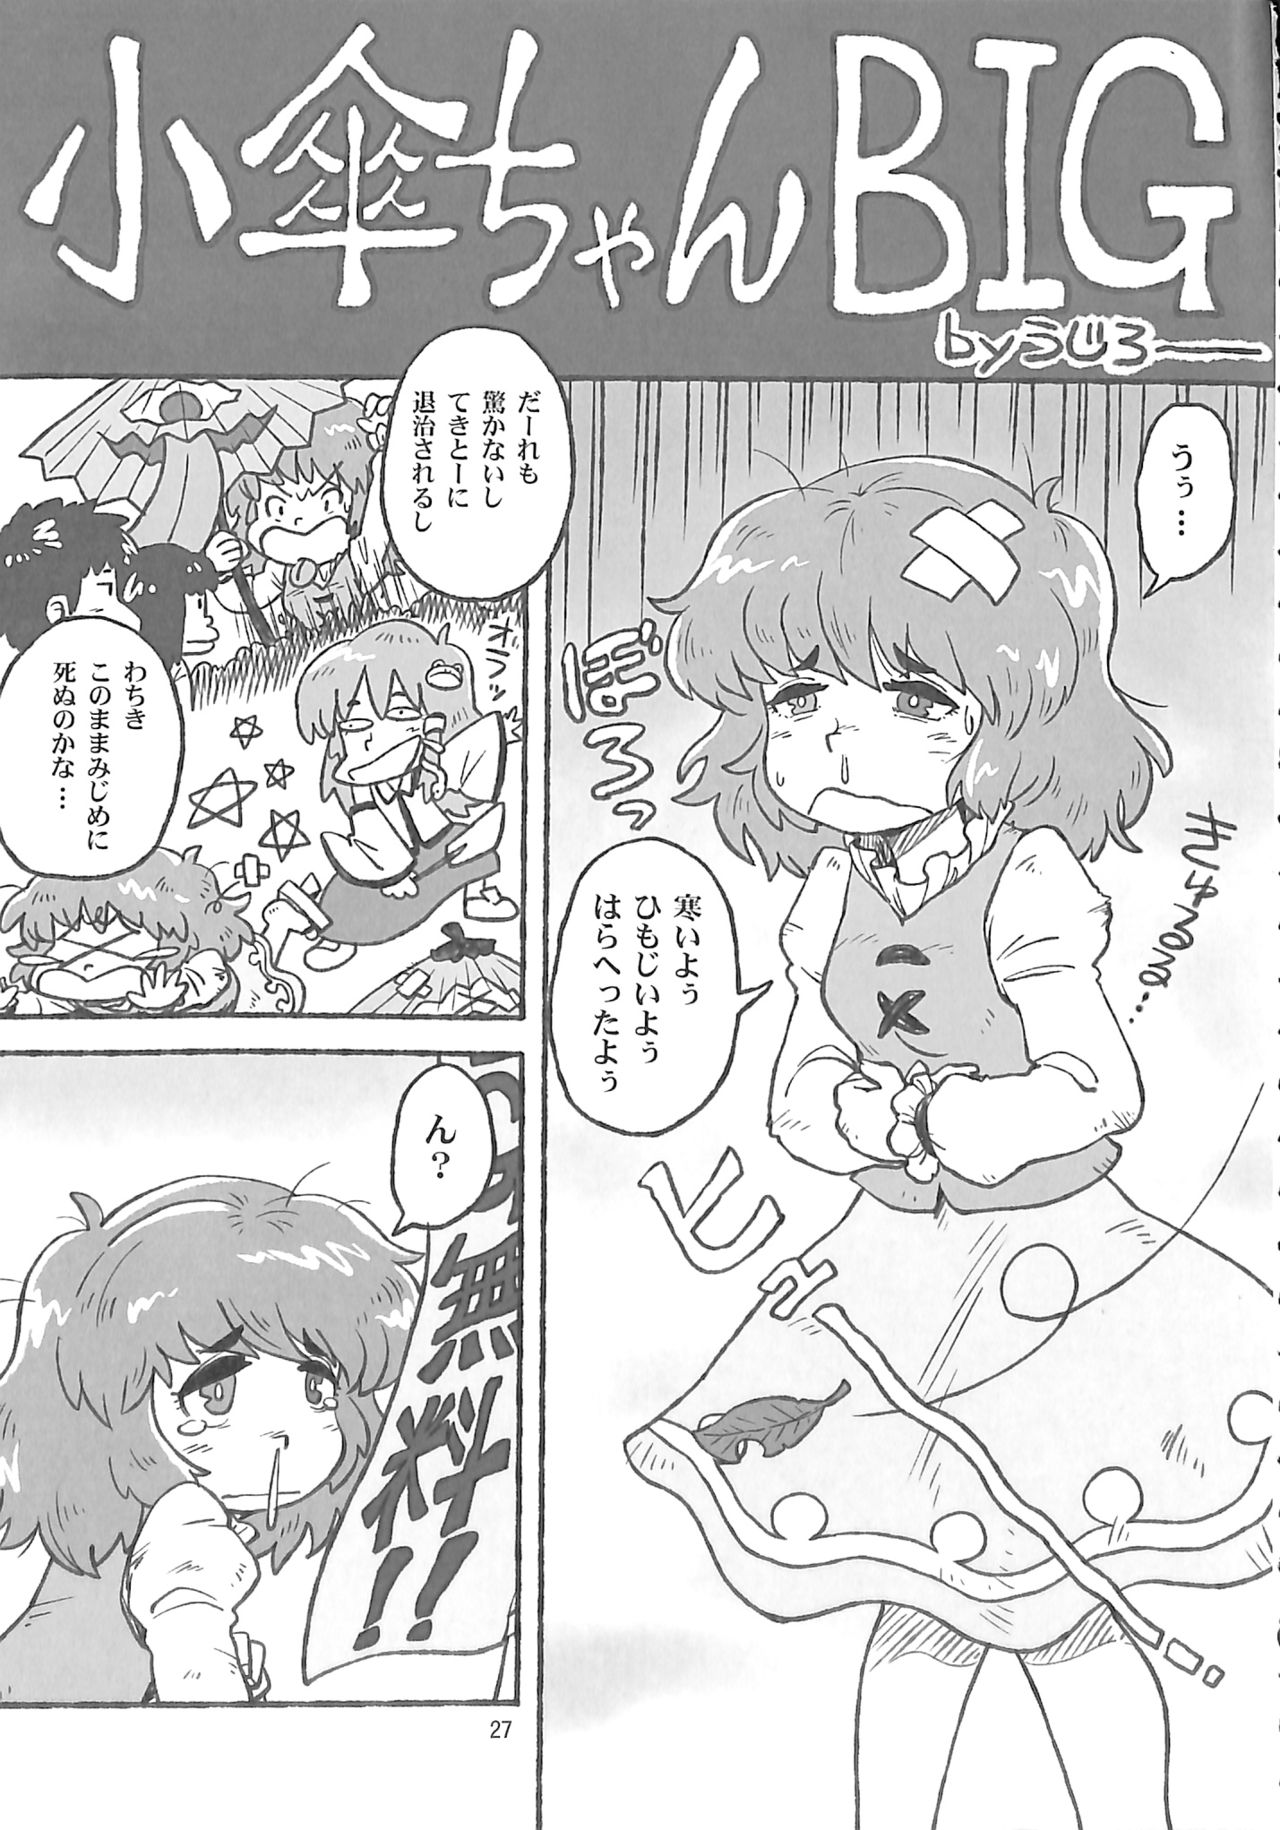 小傘ちゃんBIG
byうじろー
うぅ…
ぼろっ
きゅるるる……
寒いよぅ
ひもじいよぅ
はらへったよぅ
ヒュー
だーれも
驚かないし
てきとーに
退治されるし
オラッ
わちき
このままみじめに
死ぬのかな…
ん?
無料!!
27